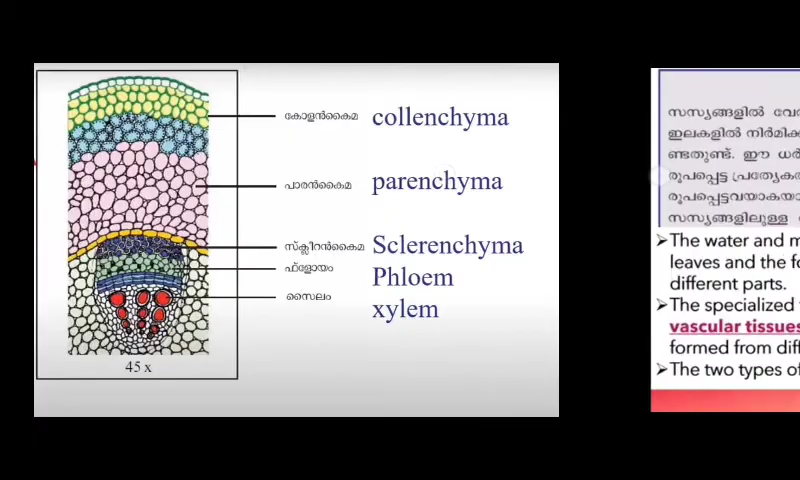 കോളൻകൈമ collenchyma
പാരൻകൈമ parenchyma
സ്ക്ലീറൻകൈമ Sclerenchyma
ഫ്ളോയം Phloem
സൈലം xylem
45 x
സസ്യങ്ങളിൽ
ഇലകളിൽ
ണ്ടതുണ്ട്. ഈ
രൂപപ്പെട്ട
രൂപപ്പെട്ടവയാകയാ
സസ്യങ്ങളിലുള്ള
➢The water and m
leaves and the fo
different parts.
➢The specialized
vascular tissues
formed from diff
➢The two types of